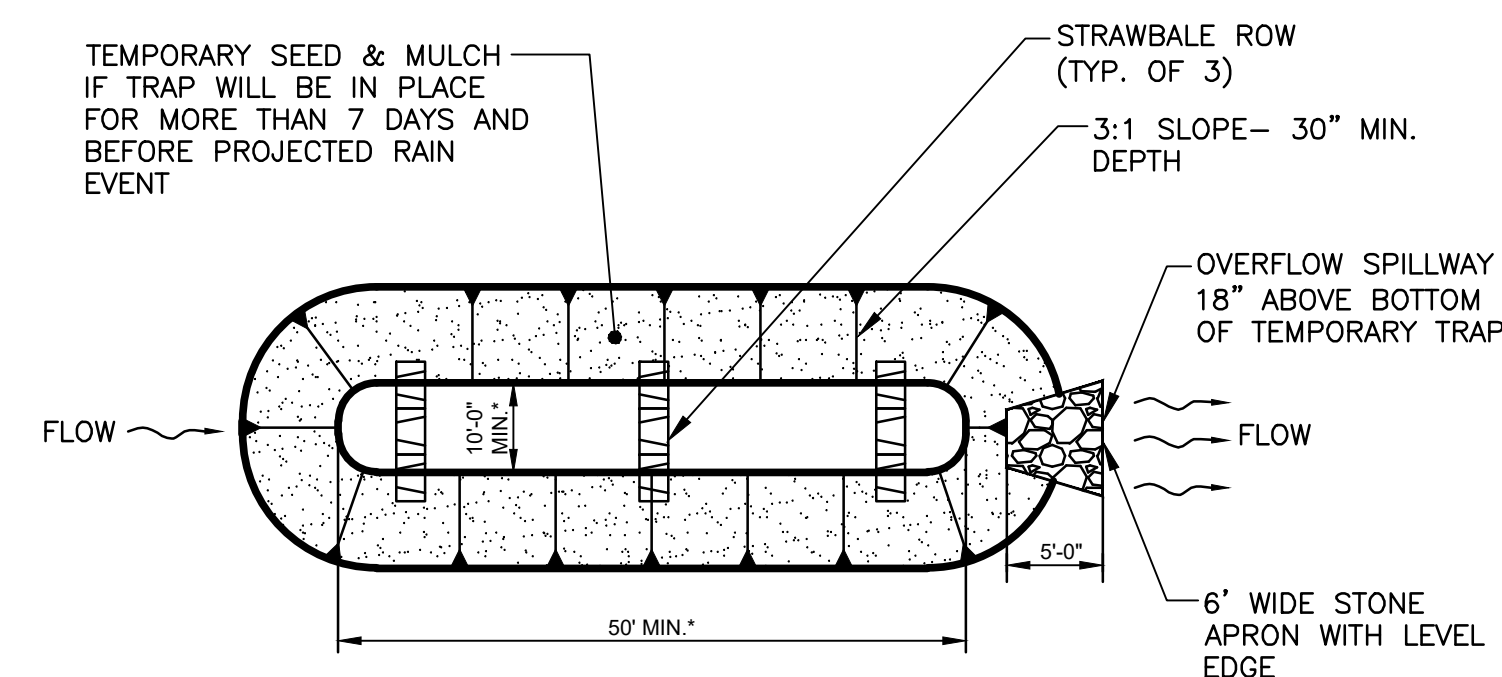 TEMPORARY SEED & MULCH
IF TRAP WILL BE IN PLACE
FOR MORE THAN 7 DAYS AND
BEFORE PROJECTED RAIN
EVENT
STRAWBALE ROW
(TYP. OF 3)
3:1 SLOPE– 30” MIN.
DEPTH
OVERFLOW SPILLWAY
18” ABOVE BOTTOM
OF TEMPORARY TRAP
FLOW
10'-0"
MIN.*
FLOW
5'-0"
6’ WIDE STONE
APRON WITH LEVEL
EDGE
50' MIN.*